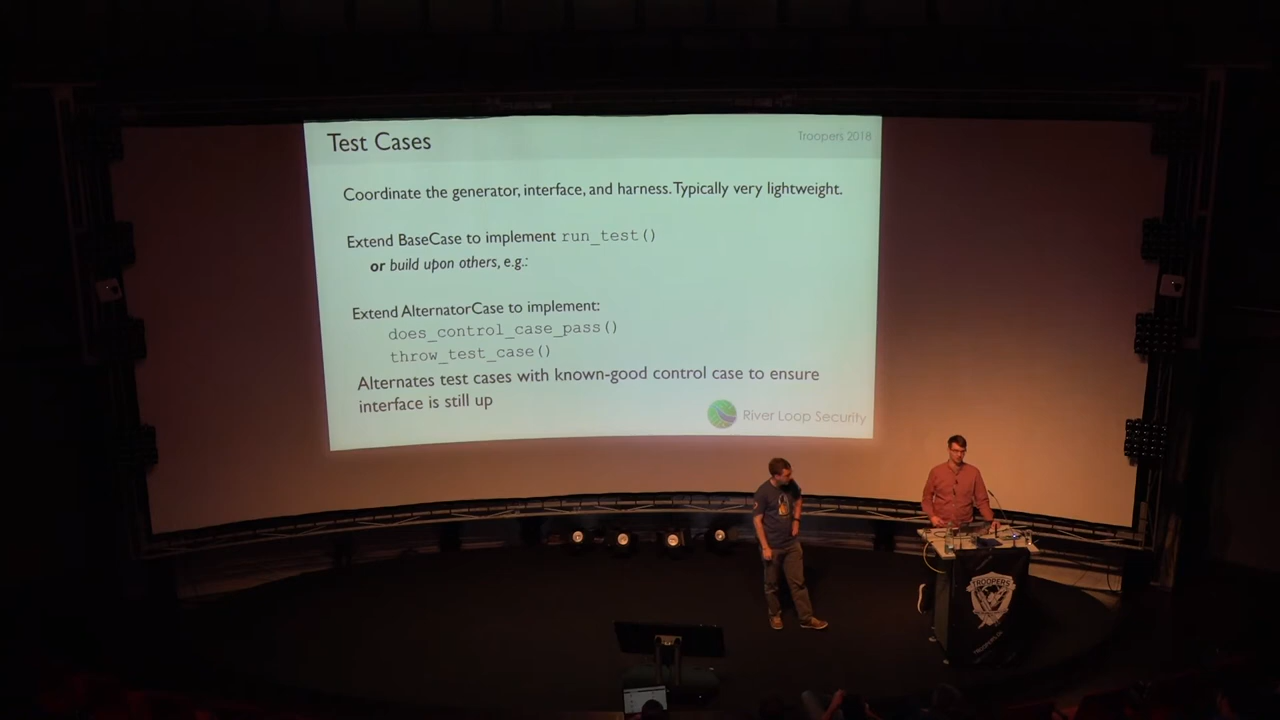 Test Cases
Troopers 2018
Coordinate the generator, interface, and harness. Typically very lightweight.
Extend BaseCase to implement run_test()
or build upon others, e.g.:
Extend AlternatorCase to implement:
does_control_case_pass()
throw_test_case()
Alternates test cases with known-good control case to ensure
interface is still up
River Loop Security
TROOPERS